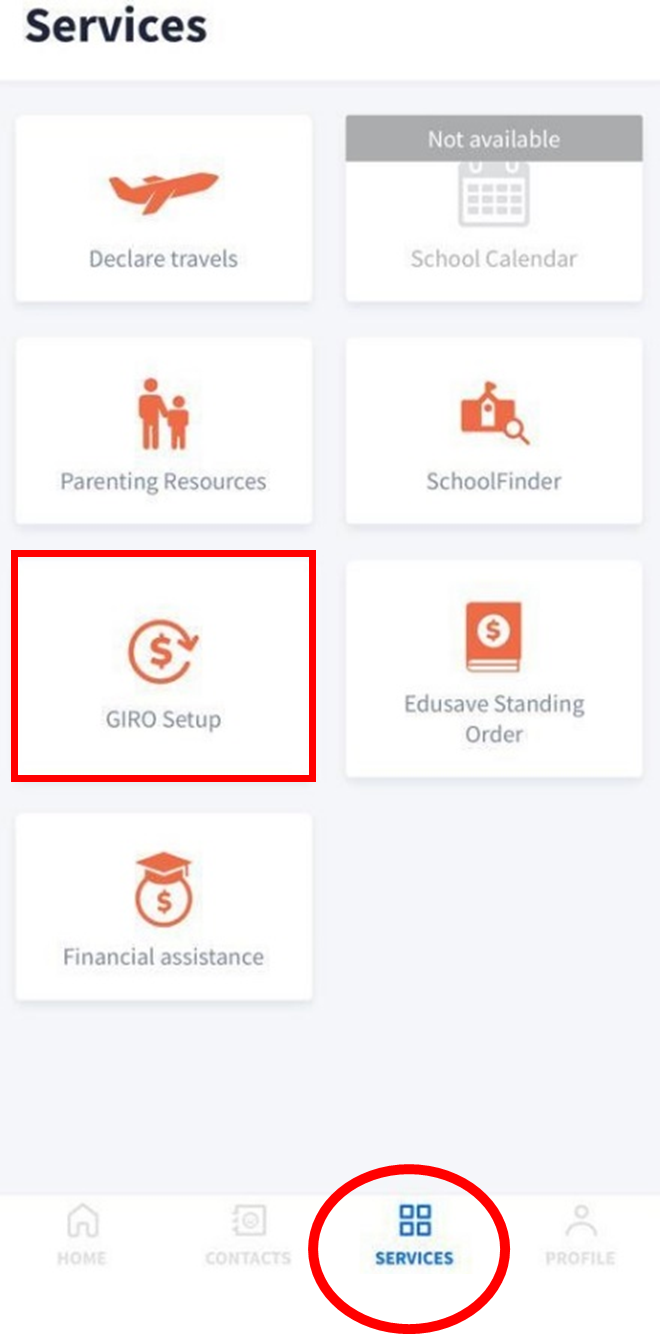 Services
Not available
Declare travels
School Calendar
Parenting Resources
SchoolFinder
$
GIRO Setup
$
Edusave Standing
Order
$
Financial assistance
HOME
CONTACTS
SERVICES
PROFILE